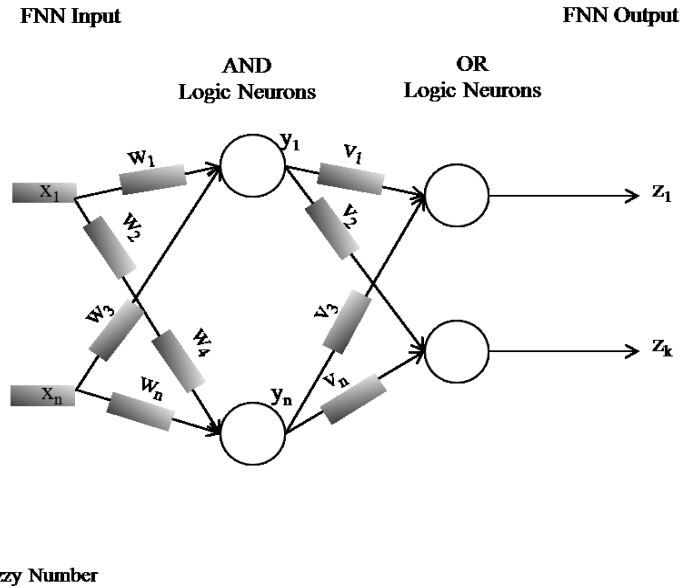 FNN Input
FNN Output
AND
Logic Neurons
OR
Logic Neurons
y1
w1
v1
x1
z1
w2
v2
w3
v3
w4
zk
xn
wn
yn
vn
zzy Number